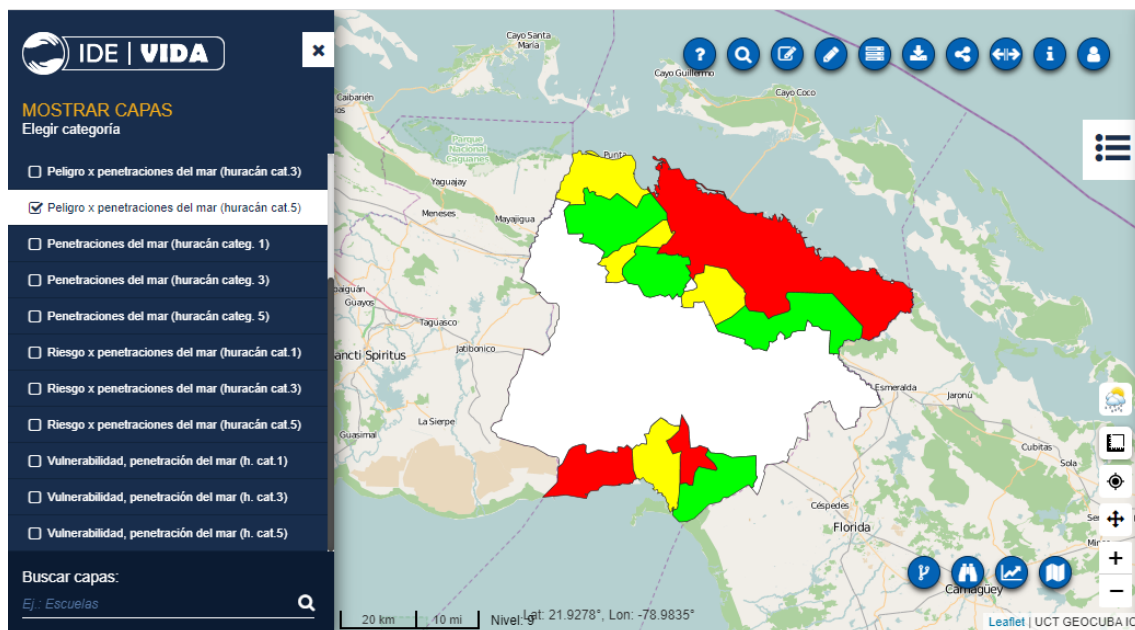 IDE | VIDA
MOSTRAR CAPAS
Elegir categoría
Peligro x penetraciones del mar (huracán cat.3)
Peligro x penetraciones del mar (huracán cat.5)
Penetraciones del mar (huracán categ. 1)
Penetraciones del mar (huracán categ. 3)
Penetraciones del mar (huracán categ. 5)
Riesgo x penetraciones del mar (huracán cat.1)
Riesgo x penetraciones del mar (huracán cat.3)
Riesgo x penetraciones del mar (huracán cat.5)
Vulnerabilidad, penetración del mar (h. cat.1)
Vulnerabilidad, penetración del mar (h. cat.3)
Vulnerabilidad, penetración del mar (h. cat.5)
Buscar capas:
Ej.: Escuelas
Cayo Santa
María
Cayo Guillermo
Cayo Coco
Caibarién
Parque
Nacional
Caguanes
Punta
Yaguajay
Meneses
Mayajigua
baiguán
Guayos
Taguasco
ancti Spíritus
Jatibonico
La Sierpe
Guasimal
Esmeralda
Jaronú
Cubitas
Sola
Céspedes
Florida
Camagüey
20 km
10 mi
Nivel: 9
Lat: 21.9278°, Lon: -78.9835°
Leaflet | UCT GEOCUBA IC